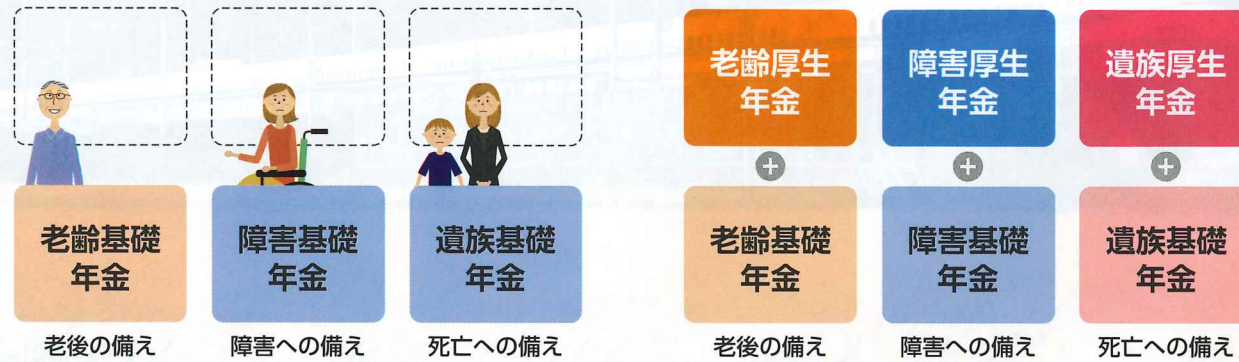 老齢厚生
年金
障害厚生
年金
遺族厚生
年金
+
+
+
老齢基礎
年金
障害基礎
年金
遺族基礎
年金
老齢基礎
年金
障害基礎
年金
遺族基礎
年金
老後の備え
障害への備え
死亡への備え
老後の備え
障害への備え
死亡への備え